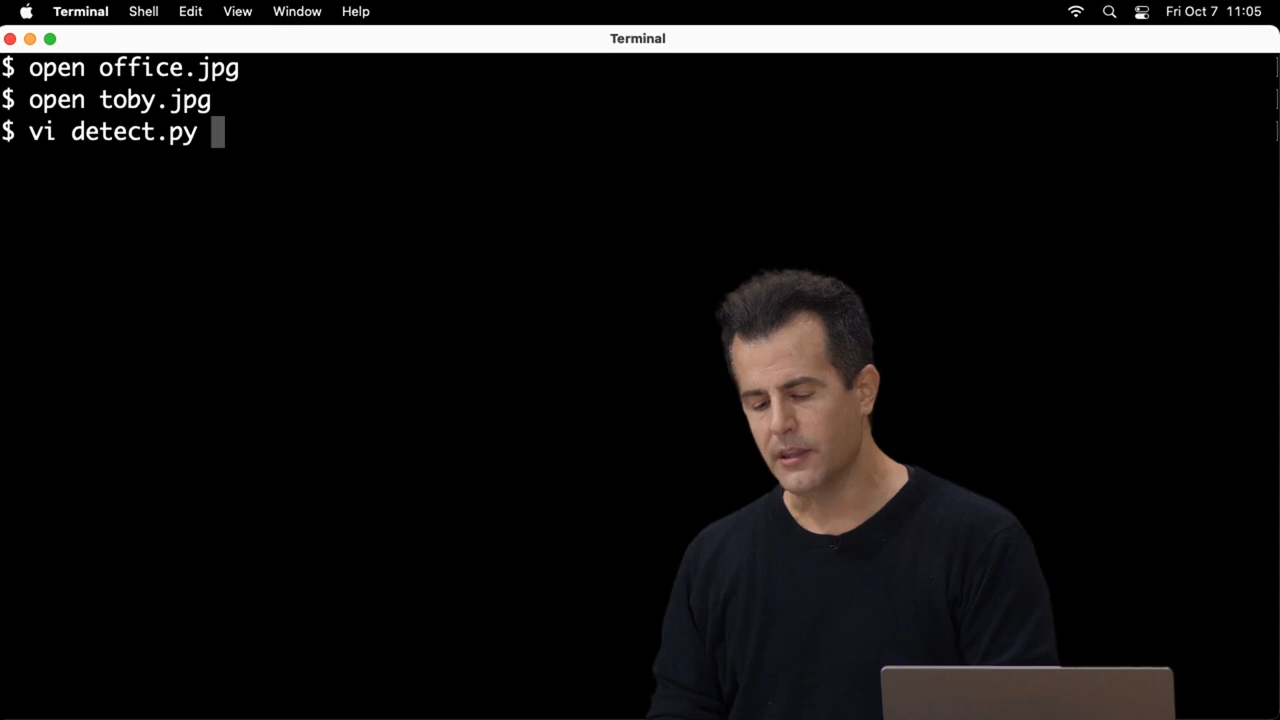 Terminal Shell Edit View Window Help Fri Oct 7 11:05
Terminal
$ open office.jpg
$ open toby.jpg
$ vi detect.py